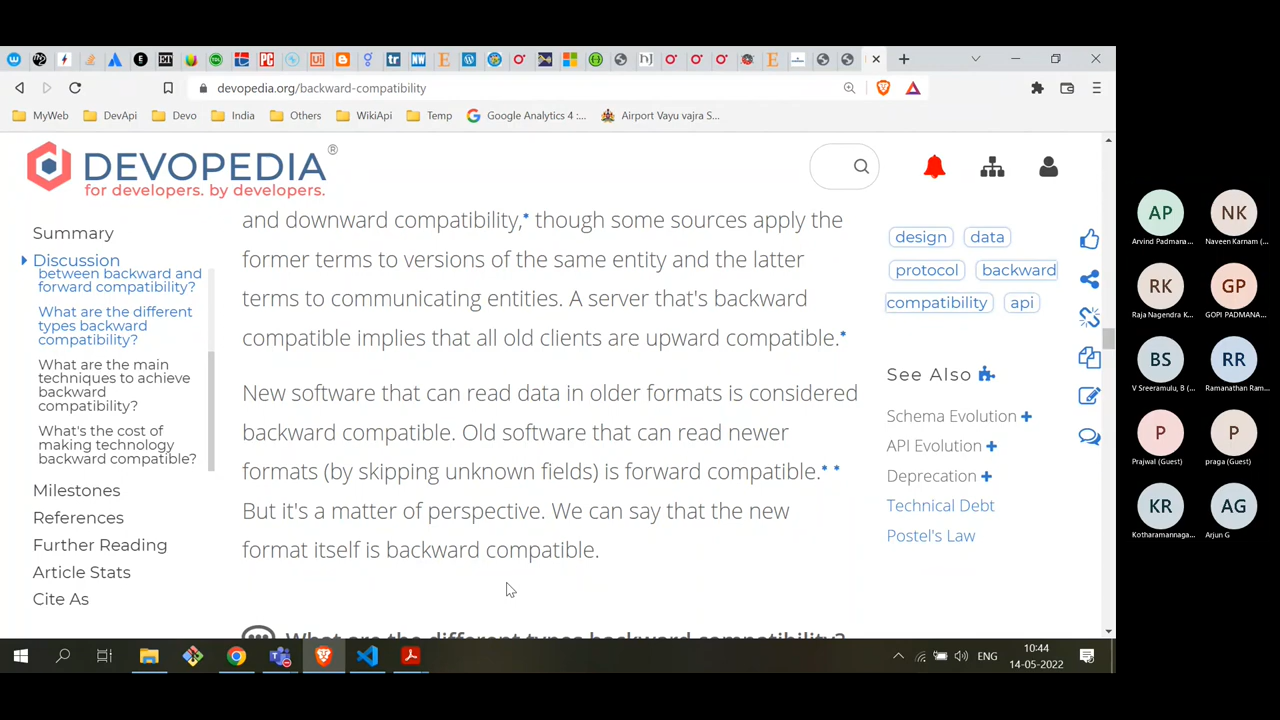 devopedia.org/backward-compatibility
MyWeb DevApi Devo India Others WikiApi Temp Google Analytics 4 :... Airport Vayu vajra S...
DEVOPEDIA ®
for developers. by developers.
Summary
Discussion
between backward and
forward compatibility?
What are the different
types backward
compatibility?
What are the main
techniques to achieve
backward
compatibility?
What's the cost of
making technology
backward compatible?
Milestones
References
Further Reading
Article Stats
Cite As
and downward compatibility,* though some sources apply the
former terms to versions of the same entity and the latter
terms to communicating entities. A server that's backward
compatible implies that all old clients are upward compatible.*
New software that can read data in older formats is considered
backward compatible. Old software that can read newer
formats (by skipping unknown fields) is forward compatible.* *
But it's a matter of perspective. We can say that the new
format itself is backward compatible.
What are the different types backward compatibility?
design data
protocol backward
compatibility api
See Also
Schema Evolution +
API Evolution +
Deprecation +
Technical Debt
Postel's Law
AP NK
Arvind Padmana... Naveen Karnam (...
RK GP
Raja Nagendra K... GOPI PADMANA...
BS RR
V Sreeramulu, B (... Ramanathan Ram...
P P
Prajwal (Guest) praga (Guest)
KR AG
Kotharamannaga... Arjun G
ENG
10:44
14-05-2022